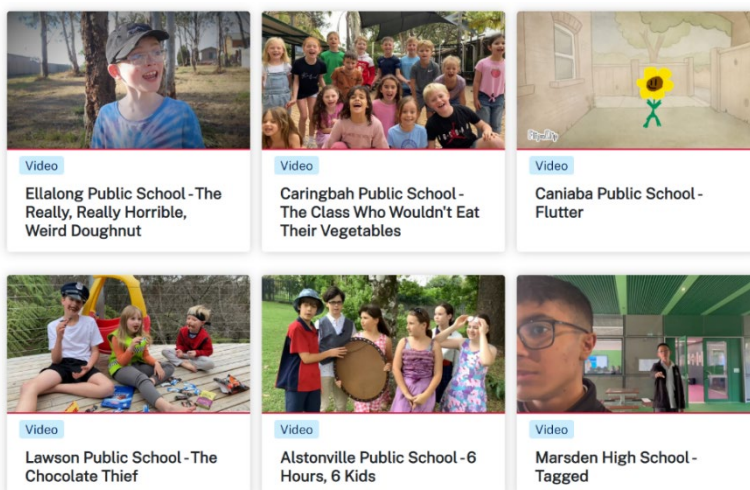 Video
Ellalong Public School - The
Really, Really Horrible,
Weird Doughnut
Video
Caringbah Public School -
The Class Who Wouldn't Eat
Their Vegetables
Video
Caniaba Public School -
Flutter
Video
Lawson Public School - The
Chocolate Thief
Video
Alstonville Public School - 6
Hours, 6 Kids
Video
Marsden High School -
Tagged